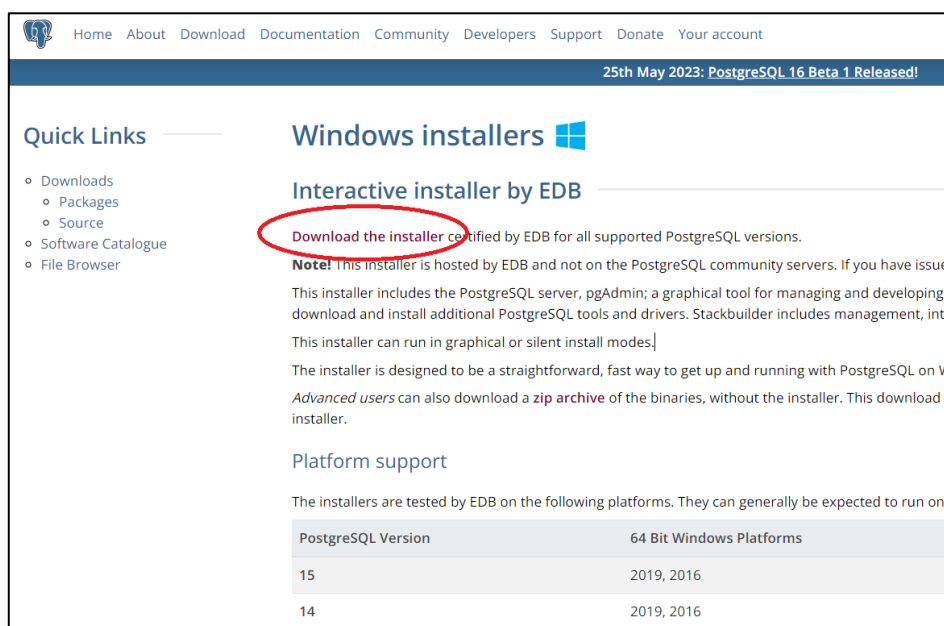 Home About Download Documentation Community Developers Support Donate Your account
25th May 2023: PostgreSQL 16 Beta 1 Released!
Quick Links
Downloads
Packages
Source
Software Catalogue
File Browser
Windows installers
Interactive installer by EDB
Download the installer certified by EDB for all supported PostgreSQL versions.
Note! This installer is hosted by EDB and not on the PostgreSQL community servers. If you have issue
This installer includes the PostgreSQL server, pgAdmin; a graphical tool for managing and developing
download and install additional PostgreSQL tools and drivers. Stackbuilder includes management, int
This installer can run in graphical or silent install modes.
The installer is designed to be a straightforward, fast way to get up and running with PostgreSQL on W
Advanced users can also download a zip archive of the binaries, without the installer. This download
installer.
Platform support
The installers are tested by EDB on the following platforms. They can generally be expected to run on
PostgreSQL Version 64 Bit Windows Platforms
15 2019, 2016
14 2019, 2016